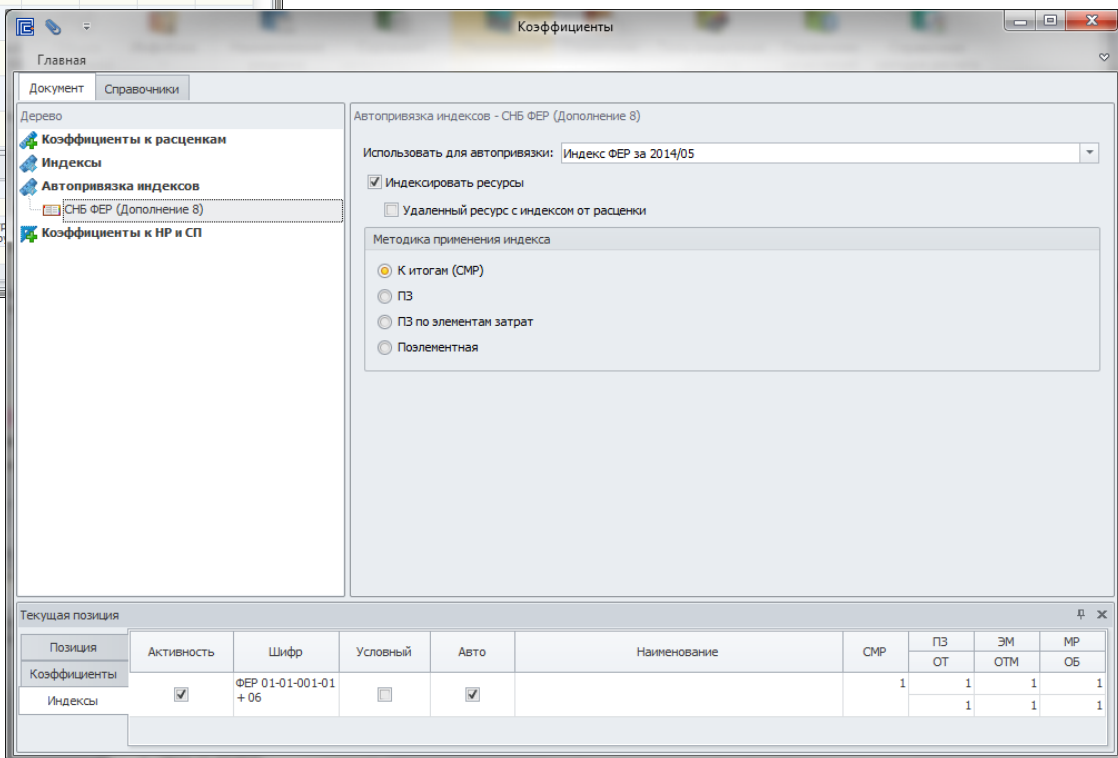 Коэффициенты
Главная
Документ Справочники
Дерево
Коэффициенты к расценкам
Индексы
Автопривязка индексов
СНБ ФЕР (Дополнение 8)
Коэффициенты к НР и СП
Автопривязка индексов - СНБ ФЕР (Дополнение 8)
Использовать для автопривязки: Индекс ФЕР за 2014/05
Индексировать ресурсы
Удаленный ресурс с индексом от расценки
Методика применения индекса
К итогам (СМР)
ПЗ
ПЗ по элементам затрат
Поэлементная
Текущая позиция
Позиция
Коэффициенты
Индексы
Активность Шифр Условный Авто Наименование СМР ПЗ ЭМ МР
ОТ ОТМ ОБ
ФЕР 01-01-001-01 1 1 1 1
+ 06 1 1 1